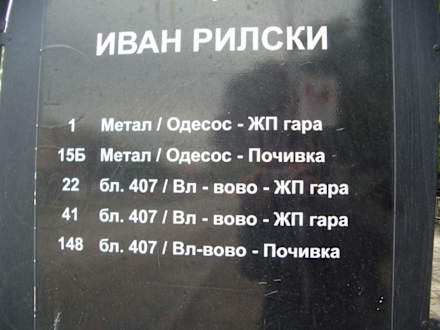 ИВАН РИЛСКИ
1 Метал / Одесос - ЖП гара
15Б Метал / Одесос - Почивка
22 бл. 407 / Вл - вово - ЖП гара
41 бл. 407 / Вл - вово - ЖП гара
148 бл. 407 / Вл-вово - Почивка